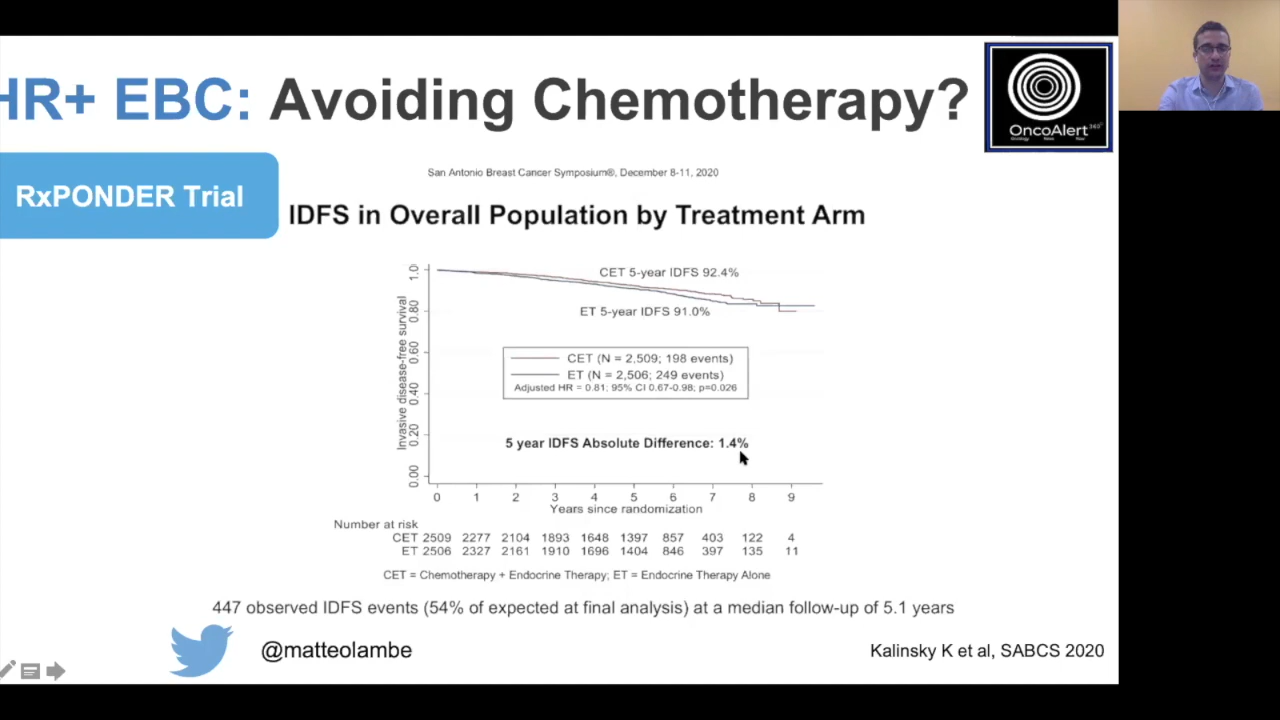 HR+ EBC: Avoiding Chemotherapy?
OncoAlert
RxPONDER Trial
San Antonio Breast Cancer Symposium®, December 8-11, 2020
IDFS in Overall Population by Treatment Arm
CET 5-year IDFS 92.4%
ET 5-year IDFS 91.0%
Invasive disease-free survival
1.0
0.80
0.60
0.40
0.20
0.00
CET (N = 2,509; 198 events)
ET (N = 2,506; 249 events)
Adjusted HR = 0.81; 95% CI 0.67-0.98; p=0.026
5 year IDFS Absolute Difference: 1.4%
0 1 2 3 4 5 6 7 8 9
Years since randomization
Number at risk
CET 2509 2277 2104 1893 1648 1397 857 403 122 4
ET 2506 2327 2161 1910 1696 1404 846 397 135 11
CET = Chemotherapy + Endocrine Therapy; ET = Endocrine Therapy Alone
447 observed IDFS events (54% of expected at final analysis) at a median follow-up of 5.1 years
@matteolambe
Kalinsky K et al, SABCS 2020